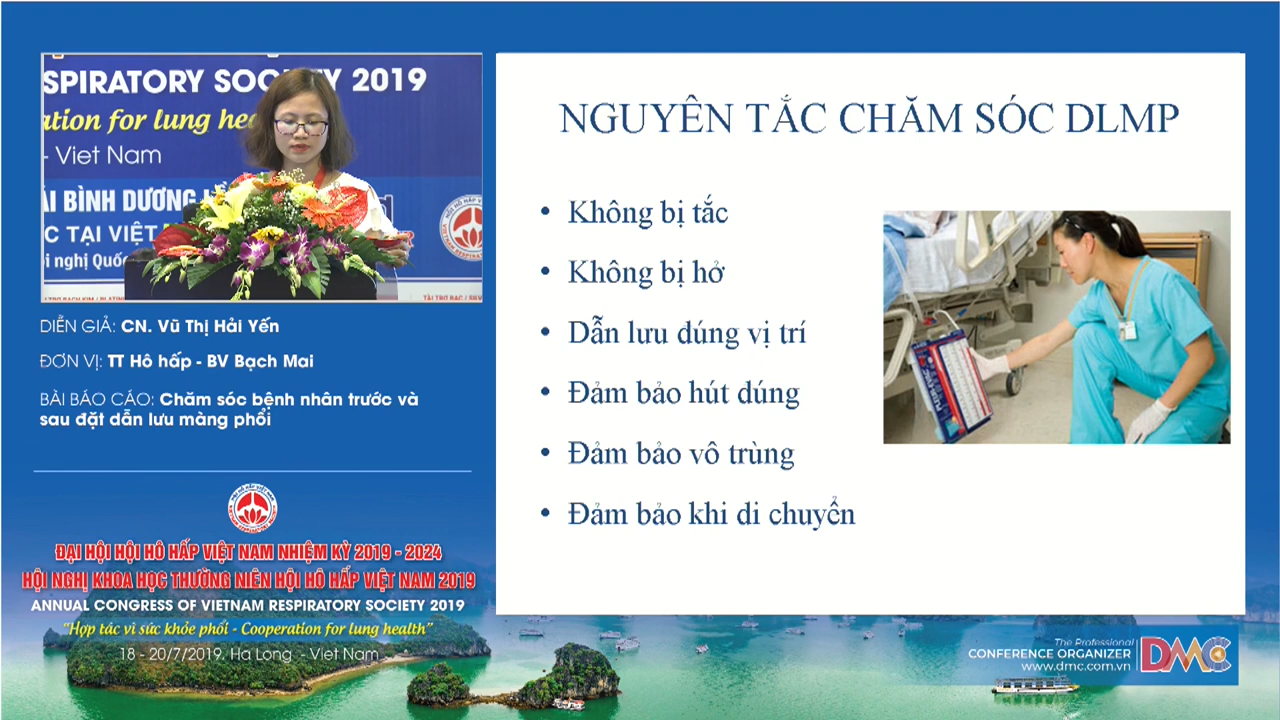 SPIRATORY SOCIETY 2019
ation for lung hea
- Viet Nam
ÁI BÌNH DƯƠNG
C TẠI VIỆT
ội nghị Quốc
DIỄN GIẢ: CN. Vũ Thị Hải Yến
ĐƠN VỊ: TT Hô hấp - BV Bạch Mai
BÀI BÁO CÁO: Chăm sóc bệnh nhân trước và
sau đặt dẫn lưu màng phổi
ĐẠI HỘI HỘI HÔ HẤP VIỆT NAM NHIỆM KỲ 2019 - 2024
HỘI NGHỊ KHOA HỌC THƯỜNG NIÊN HỘI HÔ HẤP VIỆT NAM 2019
ANNUAL CONGRESS OF VIETNAM RESPIRATORY SOCIETY 2019
"Hợp tác vì sức khỏe phổi - Cooperation for lung health"
18 - 20/7/2019. Ha Long - Viet Nam
NGUYÊN TẮC CHĂM SÓC DLMP
• Không bị tắc
• Không bị hở
• Dẫn lưu đúng vị trí
• Đảm bảo hút đúng
• Đảm bảo vô trùng
• Đảm bảo khi di chuyển
The Professional
CONFERENCE ORGANIZER
www.dmc.com.vn
DMC